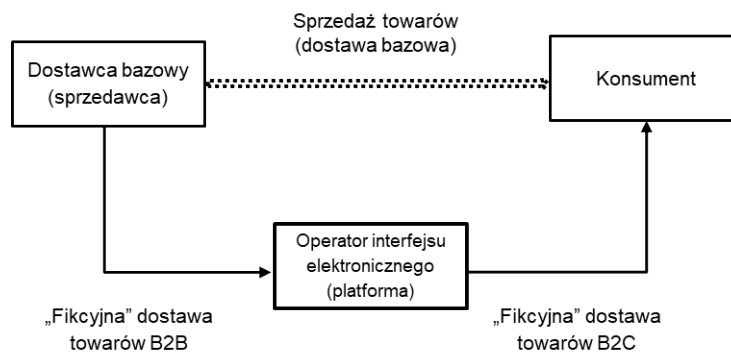 Sprzedaż towarów
(dostawa bazowa)
Dostawca bazowy
(sprzedawca)
Konsument
Operator interfejsu
elektronicznego
(platforma)
„Fikcyjna” dostawa
towarów B2B
„Fikcyjna” dostawa
towarów B2C